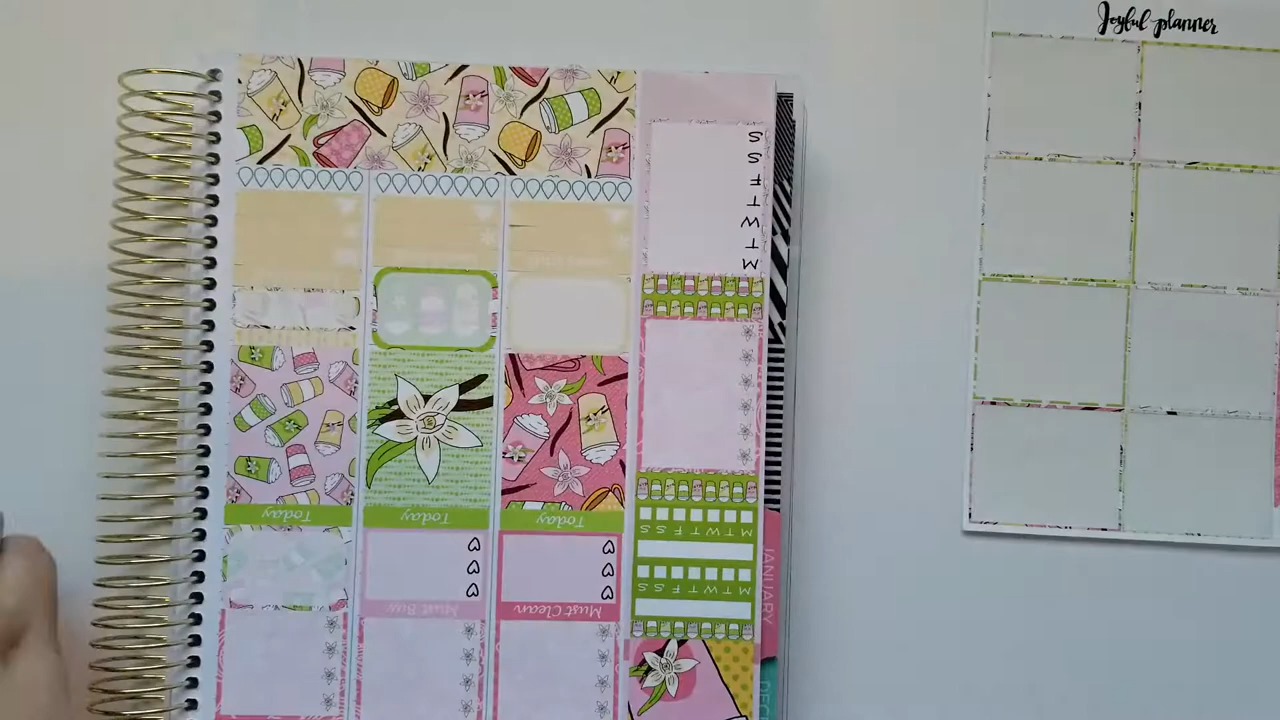 Joyful planner
S
S
F
T
W
T
M
Today
Today
Today
M T W T F S S
M T W T F S S
Must Buy
Must Clean
JANUARY